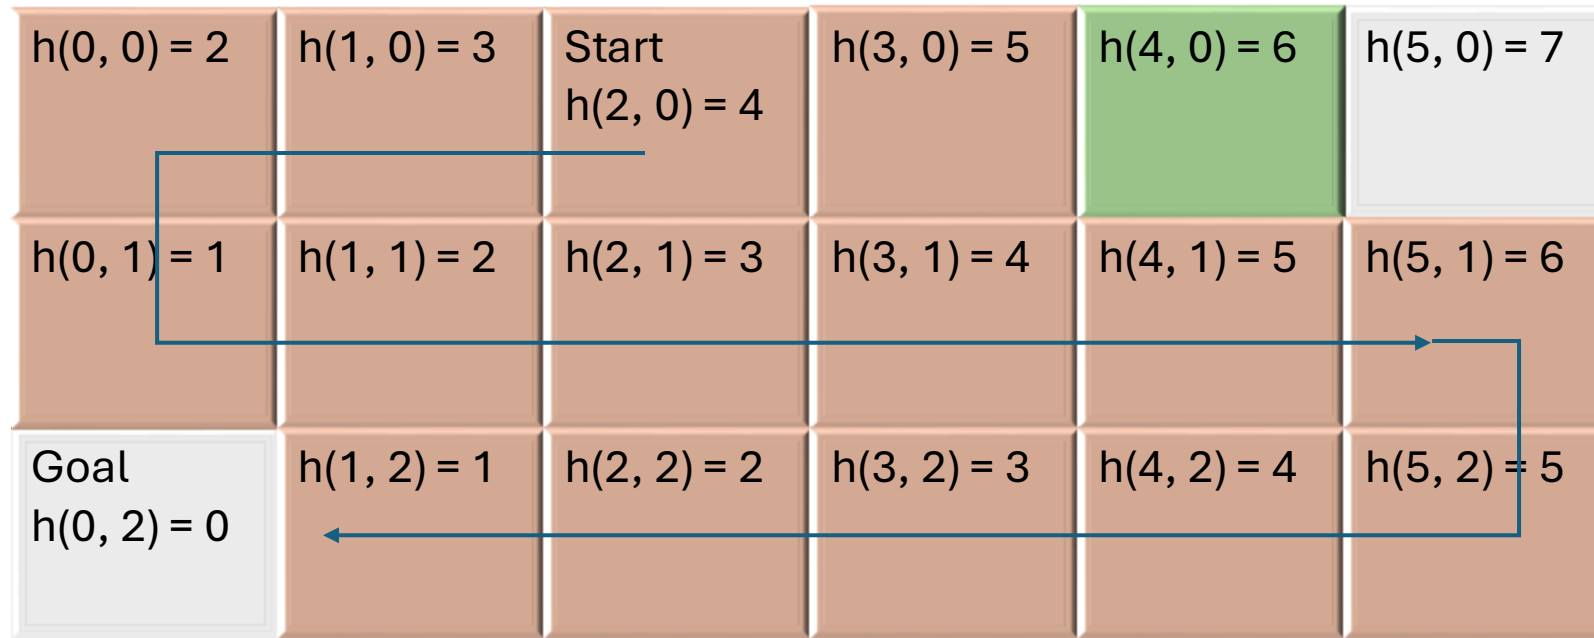 h(0, 0) = 2
h(1, 0) = 3
Start
h(2, 0) = 4
h(3, 0) = 5
h(4, 0) = 6
h(5, 0) = 7
h(0, 1) = 1
h(1, 1) = 2
h(2, 1) = 3
h(3, 1) = 4
h(4, 1) = 5
h(5, 1) = 6
Goal
h(0, 2) = 0
h(1, 2) = 1
h(2, 2) = 2
h(3, 2) = 3
h(4, 2) = 4
h(5, 2) = 5